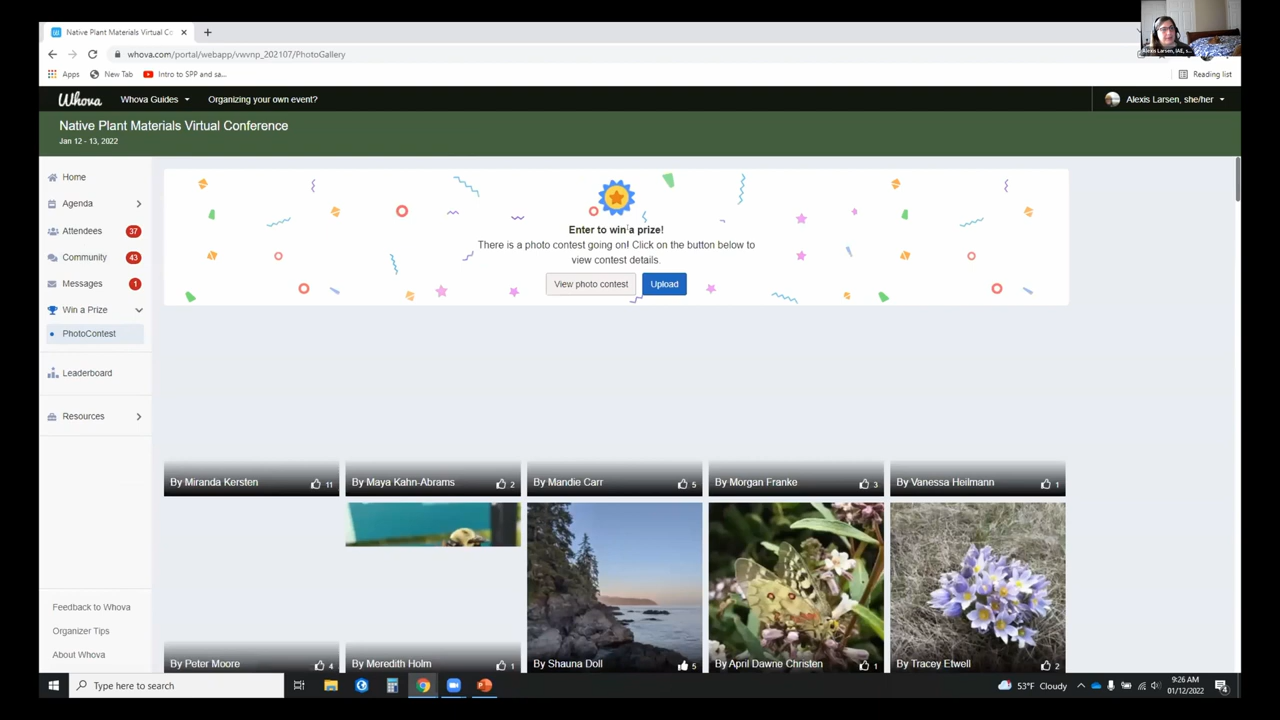 Native Plant Materials Virtual Co
whova.com/portal/webapp/vwvnp_202107/PhotoGallery
Apps
New Tab
Intro to SPP and sa...
Reading list
Alexis Larsen, IAE, s...
Whova
Whova Guides
Organizing your own event?
Alexis Larsen, she/her
Native Plant Materials Virtual Conference
Jan 12 - 13, 2022
Home
Agenda
Attendees 37
Community 43
Messages 1
Win a Prize
PhotoContest
Leaderboard
Resources
Feedback to Whova
Organizer Tips
About Whova
Enter to win a prize!
There is a photo contest going on! Click on the button below to
view contest details.
View photo contest
Upload
By Miranda Kersten 11
By Maya Kahn-Abrams 2
By Mandie Carr 5
By Morgan Franke 3
By Vanessa Heilmann 1
By Peter Moore 4
By Meredith Holm 1
By Shauna Doll 5
By April Dawne Christen 1
By Tracey Etwell 2
Type here to search
53°F Cloudy
9:26 AM
01/12/2022
4